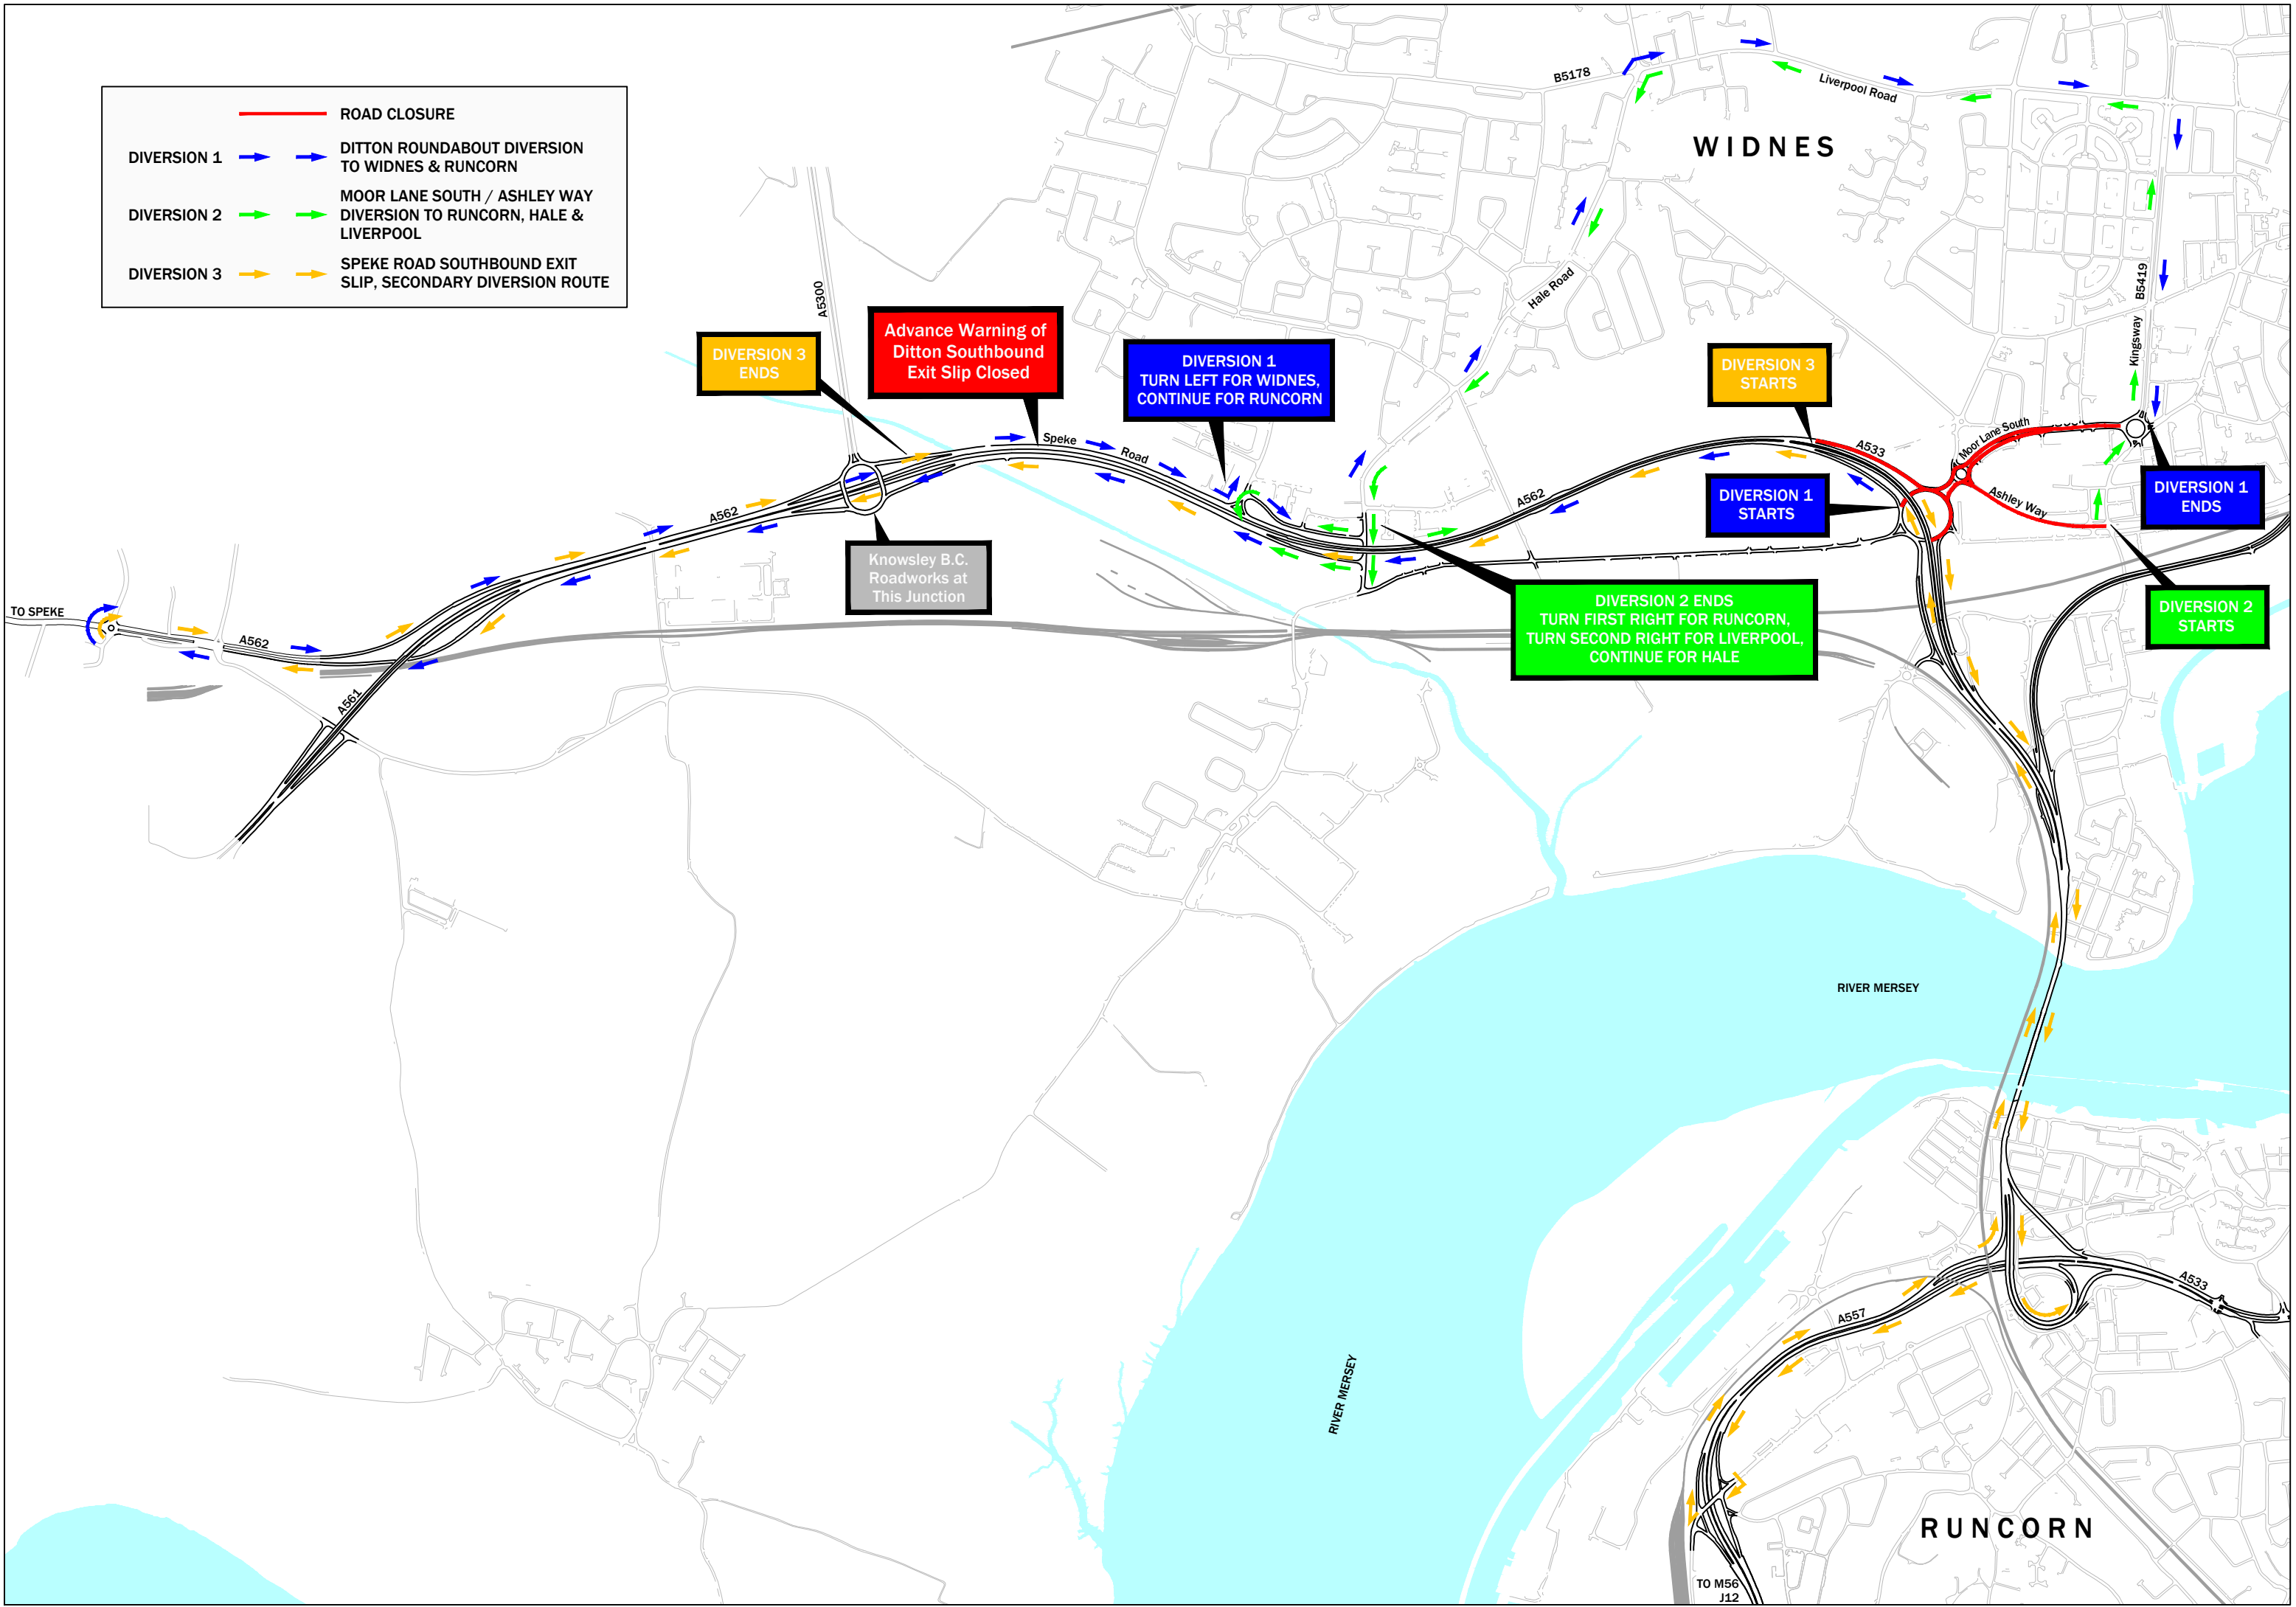 ROAD CLOSURE
DIVERSION 1
DITTON ROUNDABOUT DIVERSION
TO WIDNES & RUNCORN
DIVERSION 2
MOOR LANE SOUTH / ASHLEY WAY
DIVERSION TO RUNCORN, HALE &
LIVERPOOL
DIVERSION 3
SPEKE ROAD SOUTHBOUND EXIT
SLIP, SECONDARY DIVERSION ROUTE
B5178
Liverpool Road
WIDNES
A5300
Hale Road
B5419
Kingsway
DIVERSION 3
ENDS
Advance Warning of
Ditton Southbound
Exit Slip Closed
DIVERSION 1
TURN LEFT FOR WIDNES,
CONTINUE FOR RUNCORN
DIVERSION 3
STARTS
Speke
Road
A533
Moor Lane South
Ashley Way
DIVERSION 1
STARTS
DIVERSION 1
ENDS
A562
A562
Knowsley B.C.
Roadworks at
This Junction
DIVERSION 2 ENDS
TURN FIRST RIGHT FOR RUNCORN,
TURN SECOND RIGHT FOR LIVERPOOL,
CONTINUE FOR HALE
DIVERSION 2
STARTS
TO SPEKE
A562
A561
RIVER MERSEY
A533
A557
RIVER MERSEY
RUNCORN
TO M56
J12